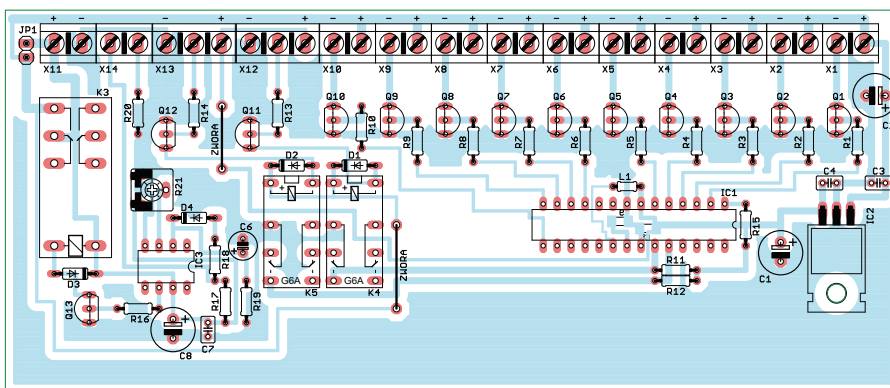 JP1
X11 X14 X13 X12 X10 X9 X8 X7 X6 X5 X4 X3 X2 X1
K3
R20
Q12
R14
Q11
R13
Q10
R10
Q9
R9
Q8
R8
Q7
R7
Q6
R6
Q5
R5
Q4
R4
Q3
R3
Q2
R2
Q1
R1
ZWORA
D2
D1
R21
D4
C6
L1
IC1
C4
C3
IC2
R15
IC3
R18
ZWORA
R11
R12
C1
D3
G6A
K5
G6A
K4
Q13
R16
R17
R19
C8
C7